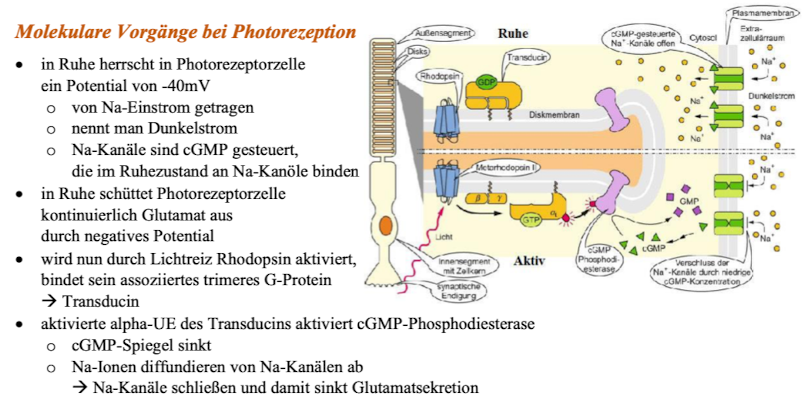 Molekulare Vorgänge bei Photorezeption
• in Ruhe herrscht in Photorezeptorzelle
ein Potential von -40mV
o von Na-Einstrom getragen
o nennt man Dunkelstrom
o Na-Kanäle sind cGMP gesteuert,
die im Ruhezustand an Na-Kanöle binden
• in Ruhe schüttet Photorezeptorzelle
kontinuierlich Glutamat aus
durch negatives Potential
• wird nun durch Lichtreiz Rhodopsin aktiviert,
bindet sein assoziiertes trimeres G-Protein
→ Transducin
• aktivierte alpha-UE des Transducins aktiviert cGMP-Phosphodiesterase
o cGMP-Spiegel sinkt
o Na-Ionen diffundieren von Na-Kanälen ab
→ Na-Kanäle schließen und damit sinkt Glutamatsekretion
Außensegment
Disks
Ruhe
Rhodopsin
GDP
Transducin
Diskmembran
cGMP-gesteuerte
Na⁺-Kanäle offen
Cytosol
Plasmamembran
Extra-
zellulärraum
Na⁺
Na⁺
Na⁺
Dunkelstrom
Na⁺
Metarhodopsin II
β
γ
α
GTP
Licht
Aktiv
cGMP
Phosphodi-
esterase
GMP
cGMP
Na⁺
Verschluss der
Na⁺-Kanäle durch niedrige
cGMP-Konzentration
Innensegment
mit Zellkern
synaptische
Endigung